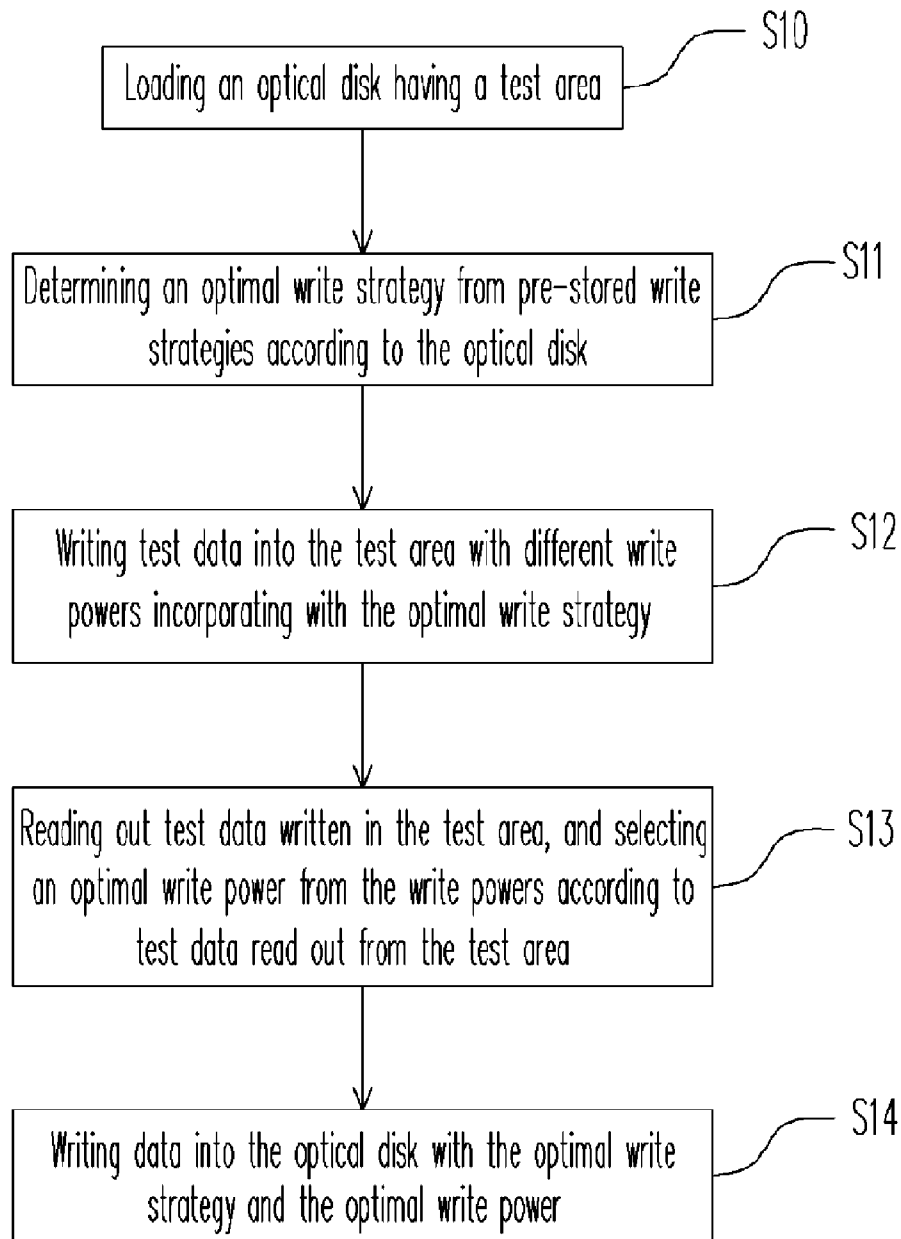 S10
Loading an optical disk having a test area
S11
Determining an optimal write strategy from pre-stored write
strategies according to the optical disk
S12
Writing test data into the test area with different write
powers incorporating with the optimal write strategy
S13
Reading out test data written in the test area, and selecting
an optimal write power from the write powers according to
test data read out from the test area
S14
Writing data into the optical disk with the optimal write
strategy and the optimal write power